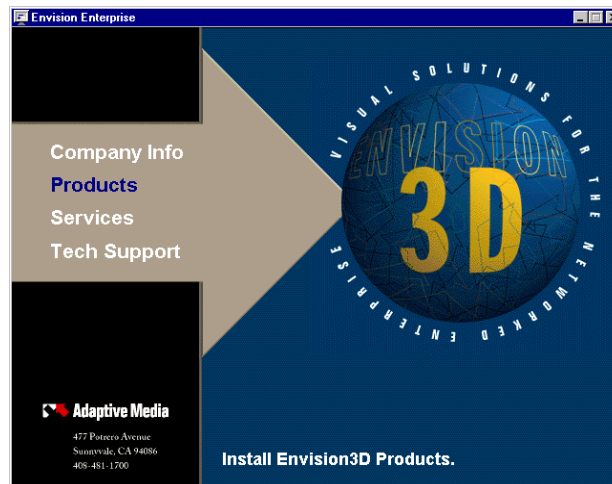 Envision Enterprise
Company Info
Products
Services
Tech Support
VISUAL SOLUTIONS FOR THE NETWORKED ENTERPRISE
ENVISION
3D
Adaptive Media
477 Potrero Avenue
Sunnyvale, CA 94086
408-481-1700
Install Envision3D Products.